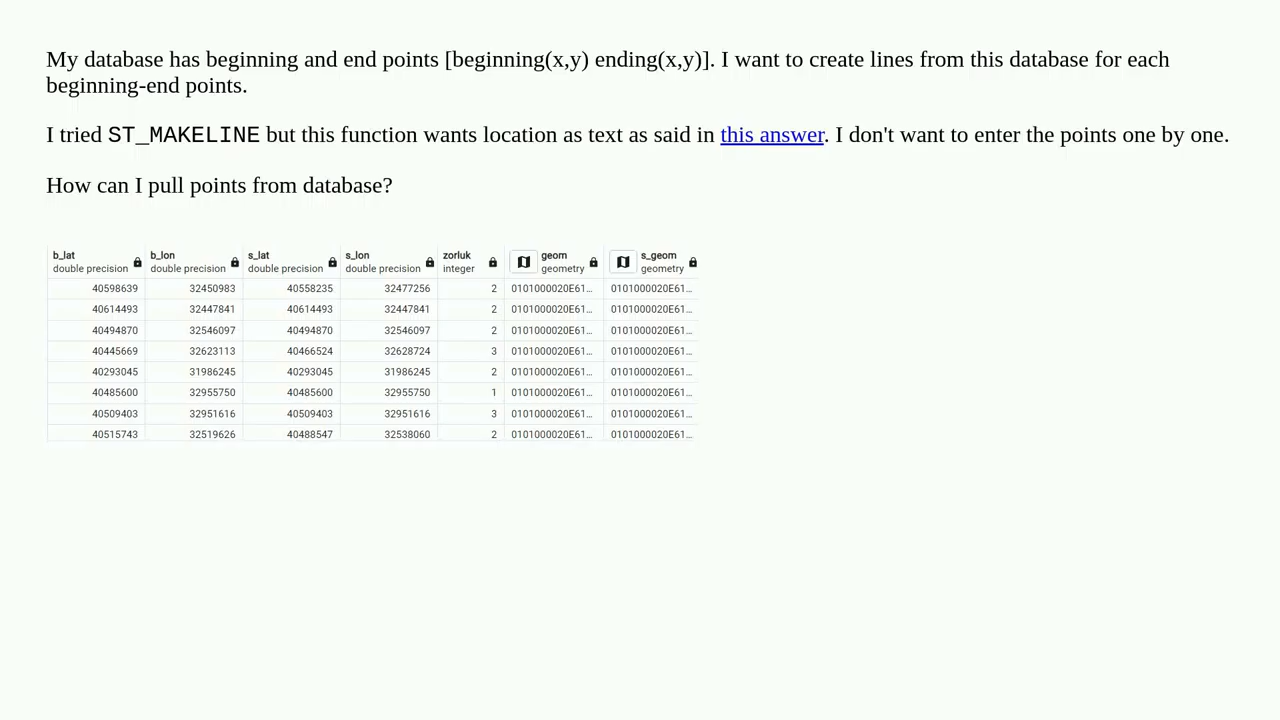 My database has beginning and end points [beginning(x,y) ending(x,y)]. I want to create lines from this database for each
beginning-end points.
I tried ST_MAKELINE but this function wants location as text as said in this answer. I don't want to enter the points one by one.
How can I pull points from database?
b_lat b_lon s_lat s_lon zorluk geom s_geom
double precision double precision double precision double precision integer geometry geometry
40598639 32450983 40558235 32477256 2 0101000020E61... 0101000020E61...
40614493 32447841 40614493 32447841 2 0101000020E61... 0101000020E61...
40494870 32546097 40494870 32546097 2 0101000020E61... 0101000020E61...
40445669 32623113 40466524 32628724 3 0101000020E61... 0101000020E61...
40293045 31986245 40293045 31986245 2 0101000020E61... 0101000020E61...
40485600 32955750 40485600 32955750 1 0101000020E61... 0101000020E61...
40509403 32951616 40509403 32951616 3 0101000020E61... 0101000020E61...
40515743 32519626 40488547 32538060 2 0101000020E61... 0101000020E61...